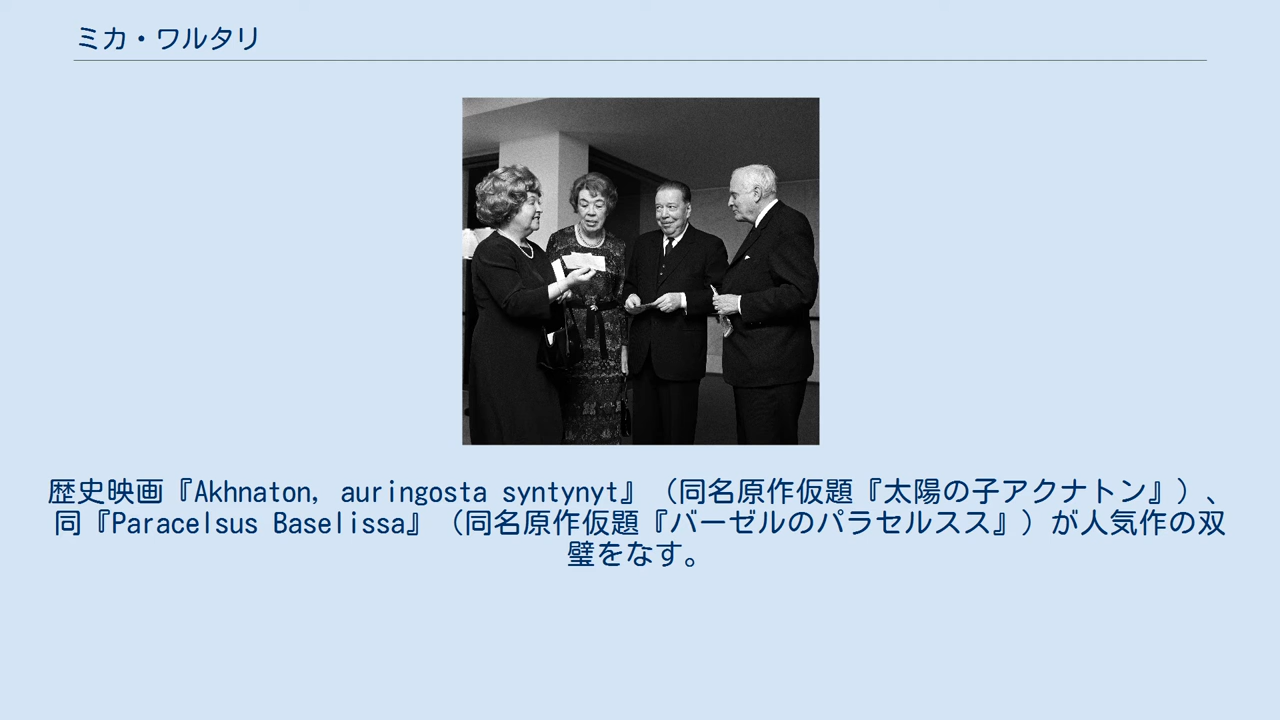 ミカ・ワルタリ
歴史映画『Akhnaton, auringosta syntynyt』（同名原作仮題『太陽の子アクナトン』）、
同『Paracelsus Baselissa』（同名原作仮題『バーゼルのパラセルスス』）が人気作の双
璧をなす。